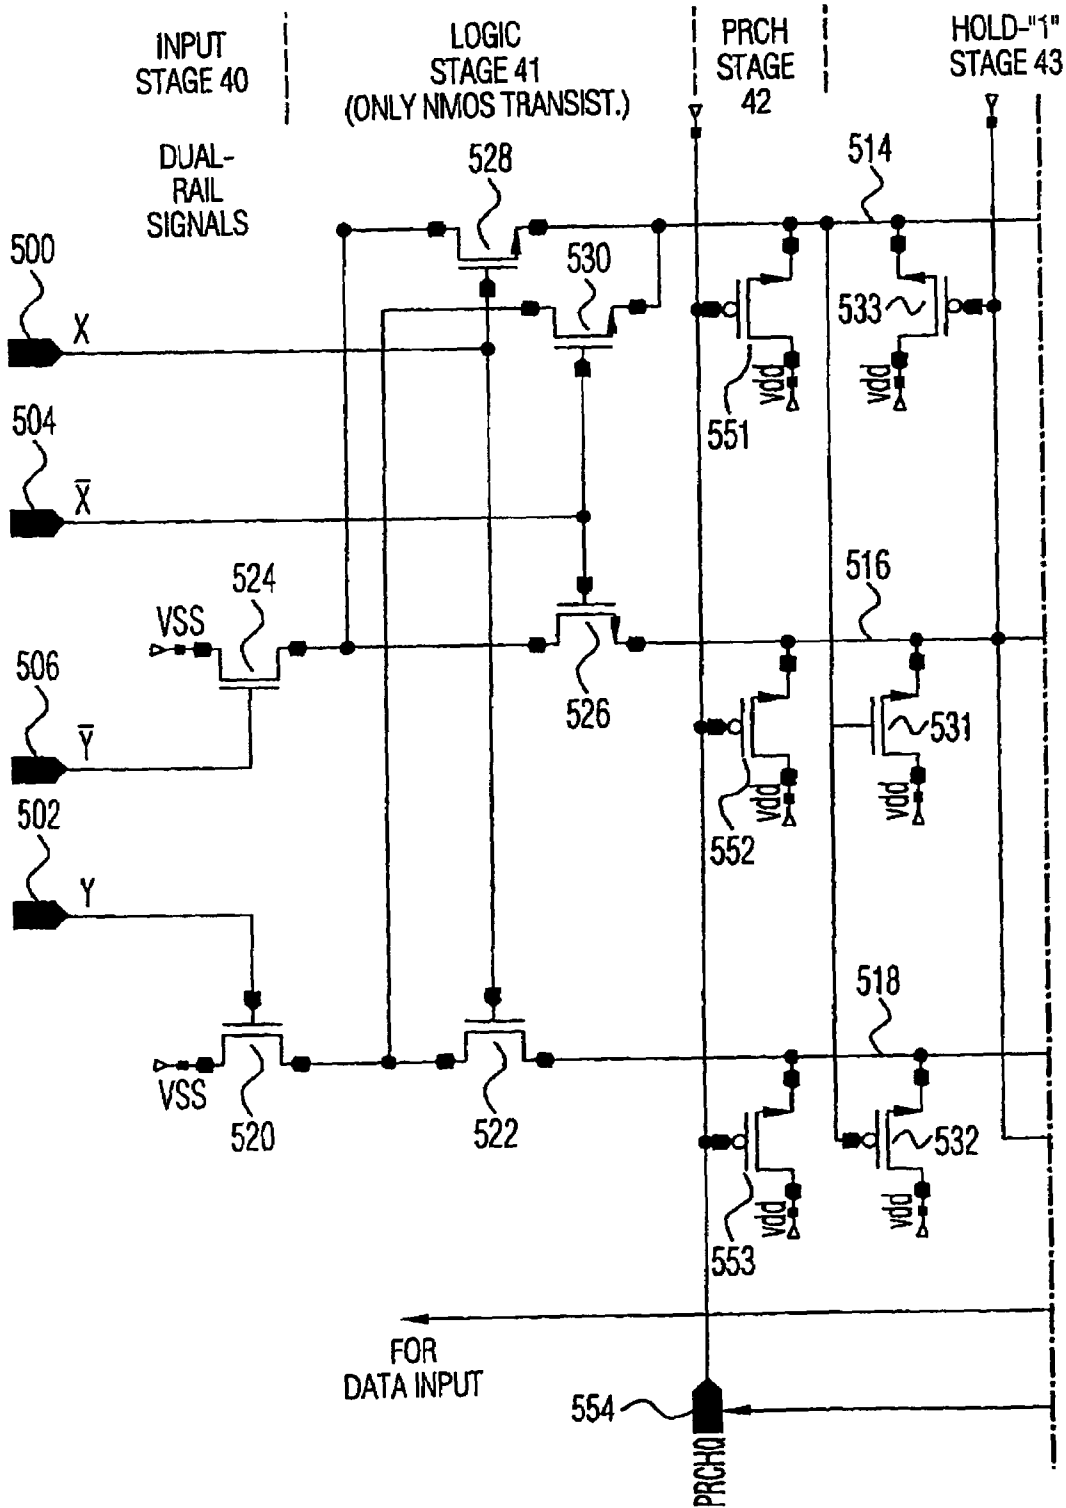 INPUT
STAGE 40
LOGIC
STAGE 41
(ONLY NMOS TRANSIST.)
PRCH
STAGE
42
HOLD-"1"
STAGE 43
DUAL-
RAIL
SIGNALS
528
514
500
X
530
533
vdd
vdd
551
504
X̅
524
VSS
516
506
Y̅
526
531
vdd
vdd
552
502
Y
518
VSS
520
522
532
vdd
vdd
553
FOR
DATA INPUT
554
PRCHQ